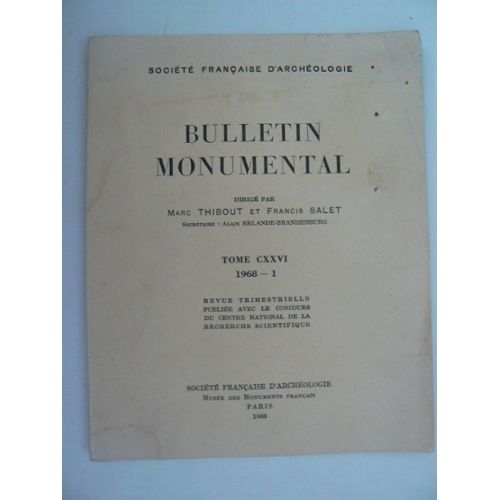 SOCIÉTÉ FRANÇAISE D'ARCHÉOLOGIE
BULLETIN
MONUMENTAL
DIRIGÉ PAR
MARC THIBOUT ET FRANCIS SALET
SECRÉTAIRE - ALAIN ERLANDE-BRANDENBURG
TOME CXXVI
1968 - 1
REVUE TRIMESTRIELLE
PUBLIÉE AVEC LE CONCOURS
DU CENTRE NATIONAL DE LA
RECHERCHE SCIENTIFIQUE
SOCIÉTÉ FRANÇAISE D'ARCHÉOLOGIE
MUSÉE DES MONUMENTS FRANÇAIS
PARIS
1968